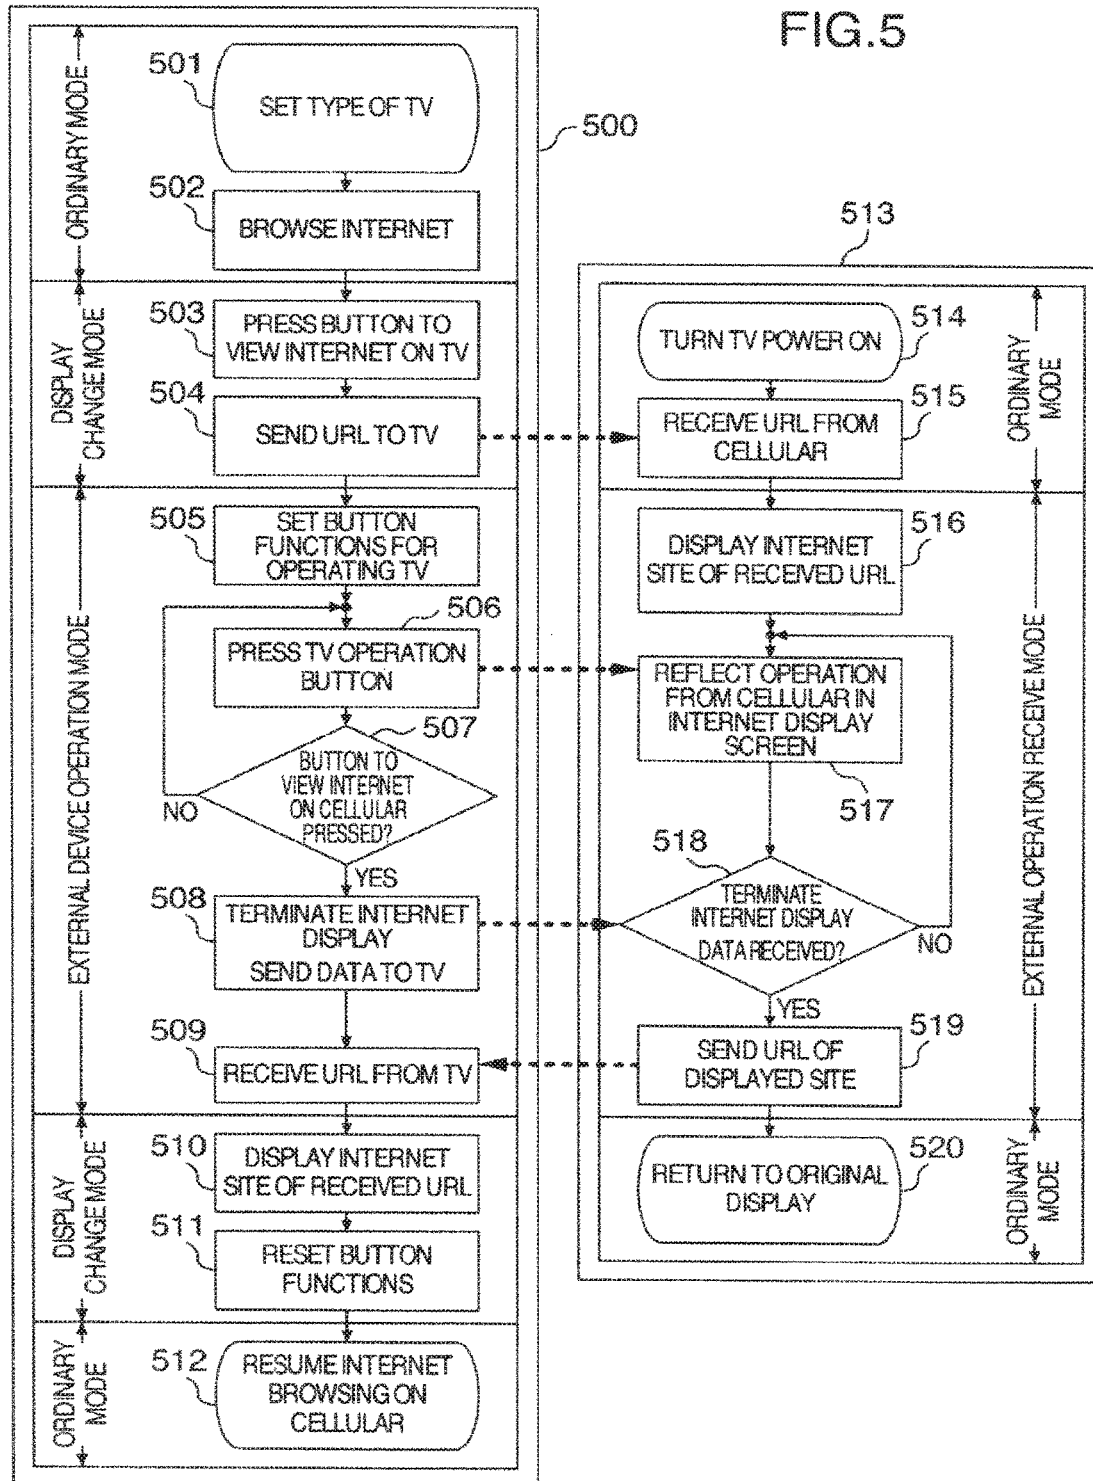 FIG.5
500
ORDINARY MODE
501
SET TYPE OF TV
502
BROWSE INTERNET
DISPLAY
CHANGE MODE
503
PRESS BUTTON TO
VIEW INTERNET ON TV
504
SEND URL TO TV
EXTERNAL DEVICE OPERATION MODE
505
SET BUTTON
FUNCTIONS FOR
OPERATING TV
506
PRESS TV OPERATION
BUTTON
507
BUTTON TO
VIEW INTERNET
ON CELLULAR
PRESSED?
NO
YES
508
TERMINATE INTERNET
DISPLAY
SEND DATA TO TV
509
RECEIVE URL FROM TV
DISPLAY
CHANGE MODE
510
DISPLAY INTERNET
SITE OF RECEIVED URL
511
RESET BUTTON
FUNCTIONS
ORDINARY
MODE
512
RESUME INTERNET
BROWSING ON
CELLULAR
513
ORDINARY
MODE
TURN TV POWER ON
514
RECEIVE URL FROM
CELLULAR
515
EXTERNAL OPERATION RECEIVE MODE
DISPLAY INTERNET
SITE OF RECEIVED URL
516
REFLECT OPERATION
FROM CELLULAR IN
INTERNET DISPLAY
SCREEN
517
518
TERMINATE
INTERNET DISPLAY
DATA RECEIVED?
NO
YES
SEND URL OF
DISPLAYED SITE
519
ORDINARY
MODE
RETURN TO ORIGINAL
DISPLAY
520